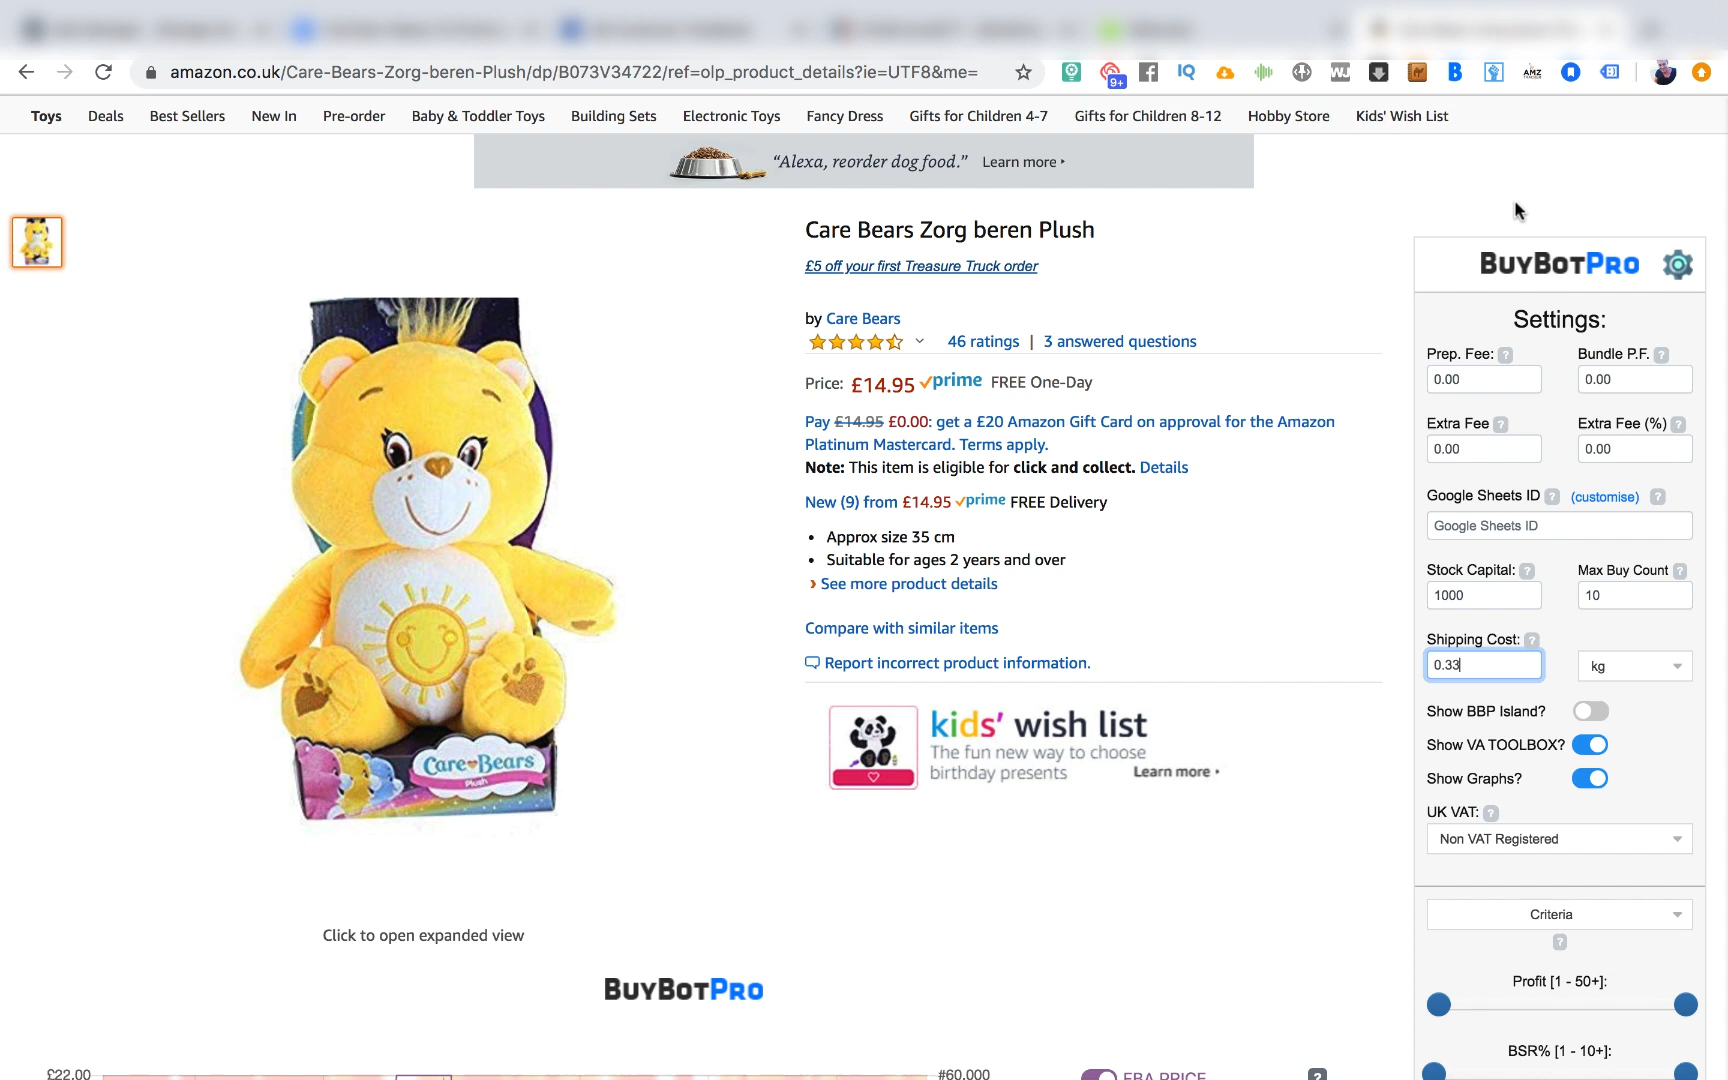 amazon.co.uk/Care-Bears-Zorg-beren-Plush/dp/B073V34722/ref=olp_product_details?ie=UTF8&me=
9+
IQ
WJ
B
AMZ
Toys Deals Best Sellers New In Pre-order Baby & Toddler Toys Building Sets Electronic Toys Fancy Dress Gifts for Children 4-7 Gifts for Children 8-12 Hobby Store Kids' Wish List
“Alexa, reorder dog food.” Learn more
Care Bears Zorg beren Plush
£5 off your first Treasure Truck order
by Care Bears
46 ratings | 3 answered questions
Price: £14.95 prime FREE One-Day
Pay £14.95 £0.00: get a £20 Amazon Gift Card on approval for the Amazon
Platinum Mastercard. Terms apply.
Note: This item is eligible for click and collect. Details
New (9) from £14.95 prime FREE Delivery
• Approx size 35 cm
• Suitable for ages 2 years and over
› See more product details
Compare with similar items
Report incorrect product information.
kids' wish list
The fun new way to choose
birthday presents
Learn more
Care Bears
Plush
Click to open expanded view
BUYBOTPRO
£22.00
#60,000
FBA PRICE
?
BUYBOTPRO
Settings:
Prep. Fee: ? Bundle P.F. ?
0.00 0.00
Extra Fee ? Extra Fee (%) ?
0.00 0.00
Google Sheets ID ? (customise) ?
Google Sheets ID
Stock Capital: ? Max Buy Count ?
1000 10
Shipping Cost: ?
0.33 kg
Show BBP Island?
Show VA TOOLBOX?
Show Graphs?
UK VAT: ?
Non VAT Registered
Criteria
?
Profit [1 - 50+]:
BSR% [1 - 10+]: